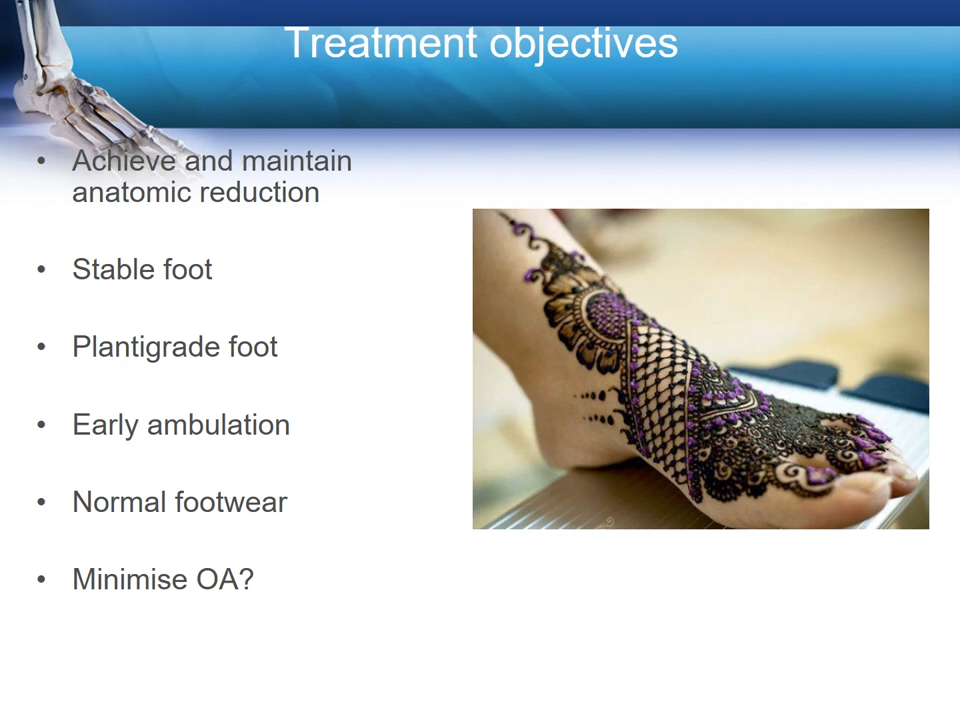 Treatment objectives
• Achieve and maintain
anatomic reduction
• Stable foot
• Plantigrade foot
• Early ambulation
• Normal footwear
• Minimise OA?